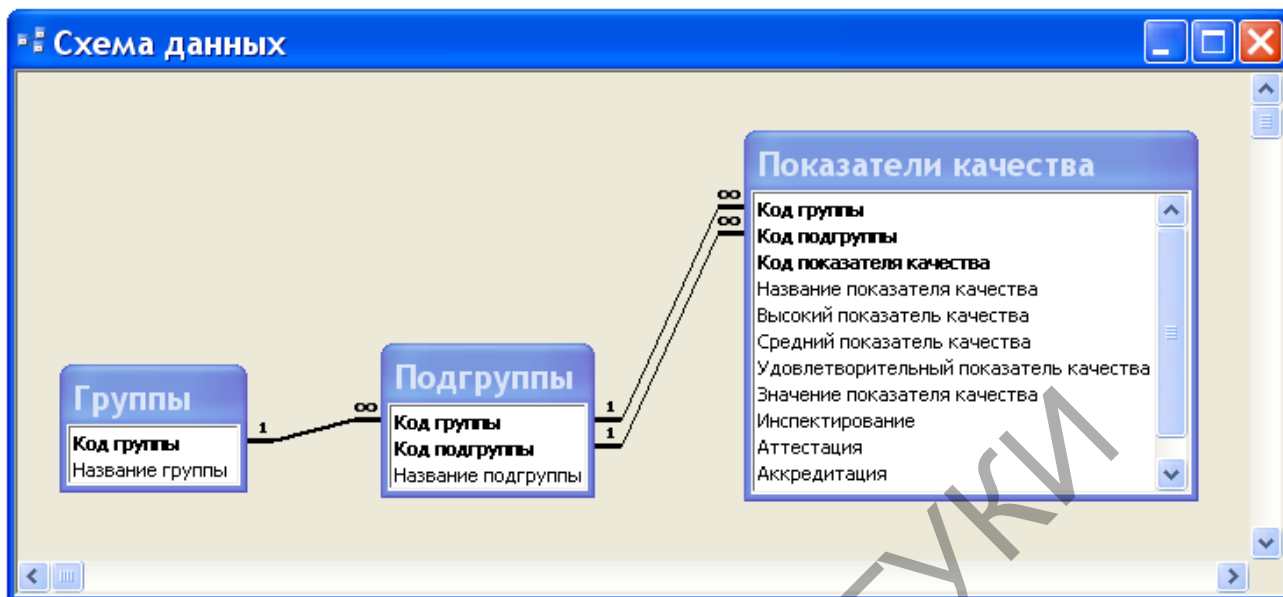 Схема данных
Показатели качества
Код группы
Код подгруппы
Код показателя качества
Название показателя качества
Высокий показатель качества
Средний показатель качества
Удовлетворительный показатель качества
Значение показателя качества
Инспектирование
Аттестация
Аккредитация
∞
∞
Подгруппы
Код группы
Код подгруппы
Название подгруппы
∞
1
1
Группы
Код группы
Название группы
1